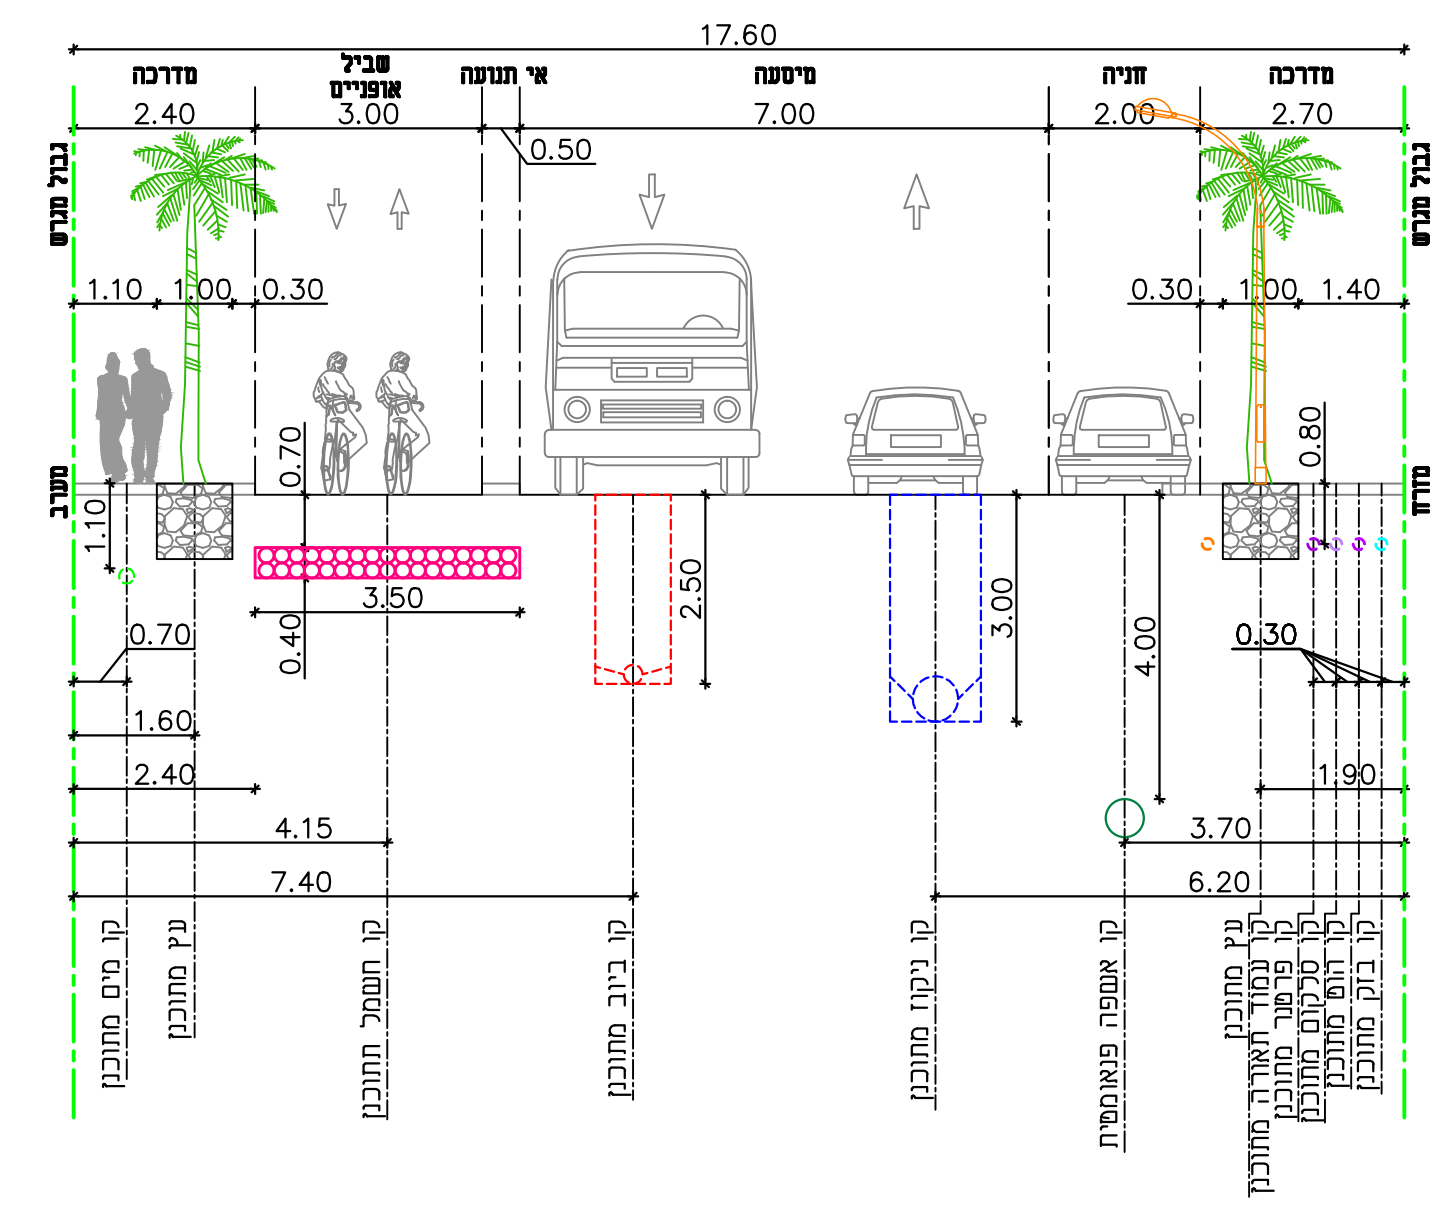 17.60
מדרכה
שביל
אופניים
אי תנועה
מיסעה
חניה
מדרכה
2.40
3.00
7.00
2.00
2.70
0.50
גבול מגרש
גבול מגרש
1.10
1.00
0.30
0.30
1.00
1.40
מערב
מזרח
1.10
0.70
0.80
3.50
0.40
2.50
3.00
4.00
0.70
0.30
1.60
2.40
1.90
4.15
3.70
7.40
6.20
קו מים מתוכנן
עץ מתוכנן
קו חשמל תתוכנן
קו ביוב מתוכנן
קו ניקוז מתוכנן
קו אשפה פנאומטית
עץ מתוכנן
קו עמוד תאורה מתוכנן
קו פרטנר מתוכנן
קו סלקום מתוכנן
קו הוט מתוכנן
קו בזק מתוכנן